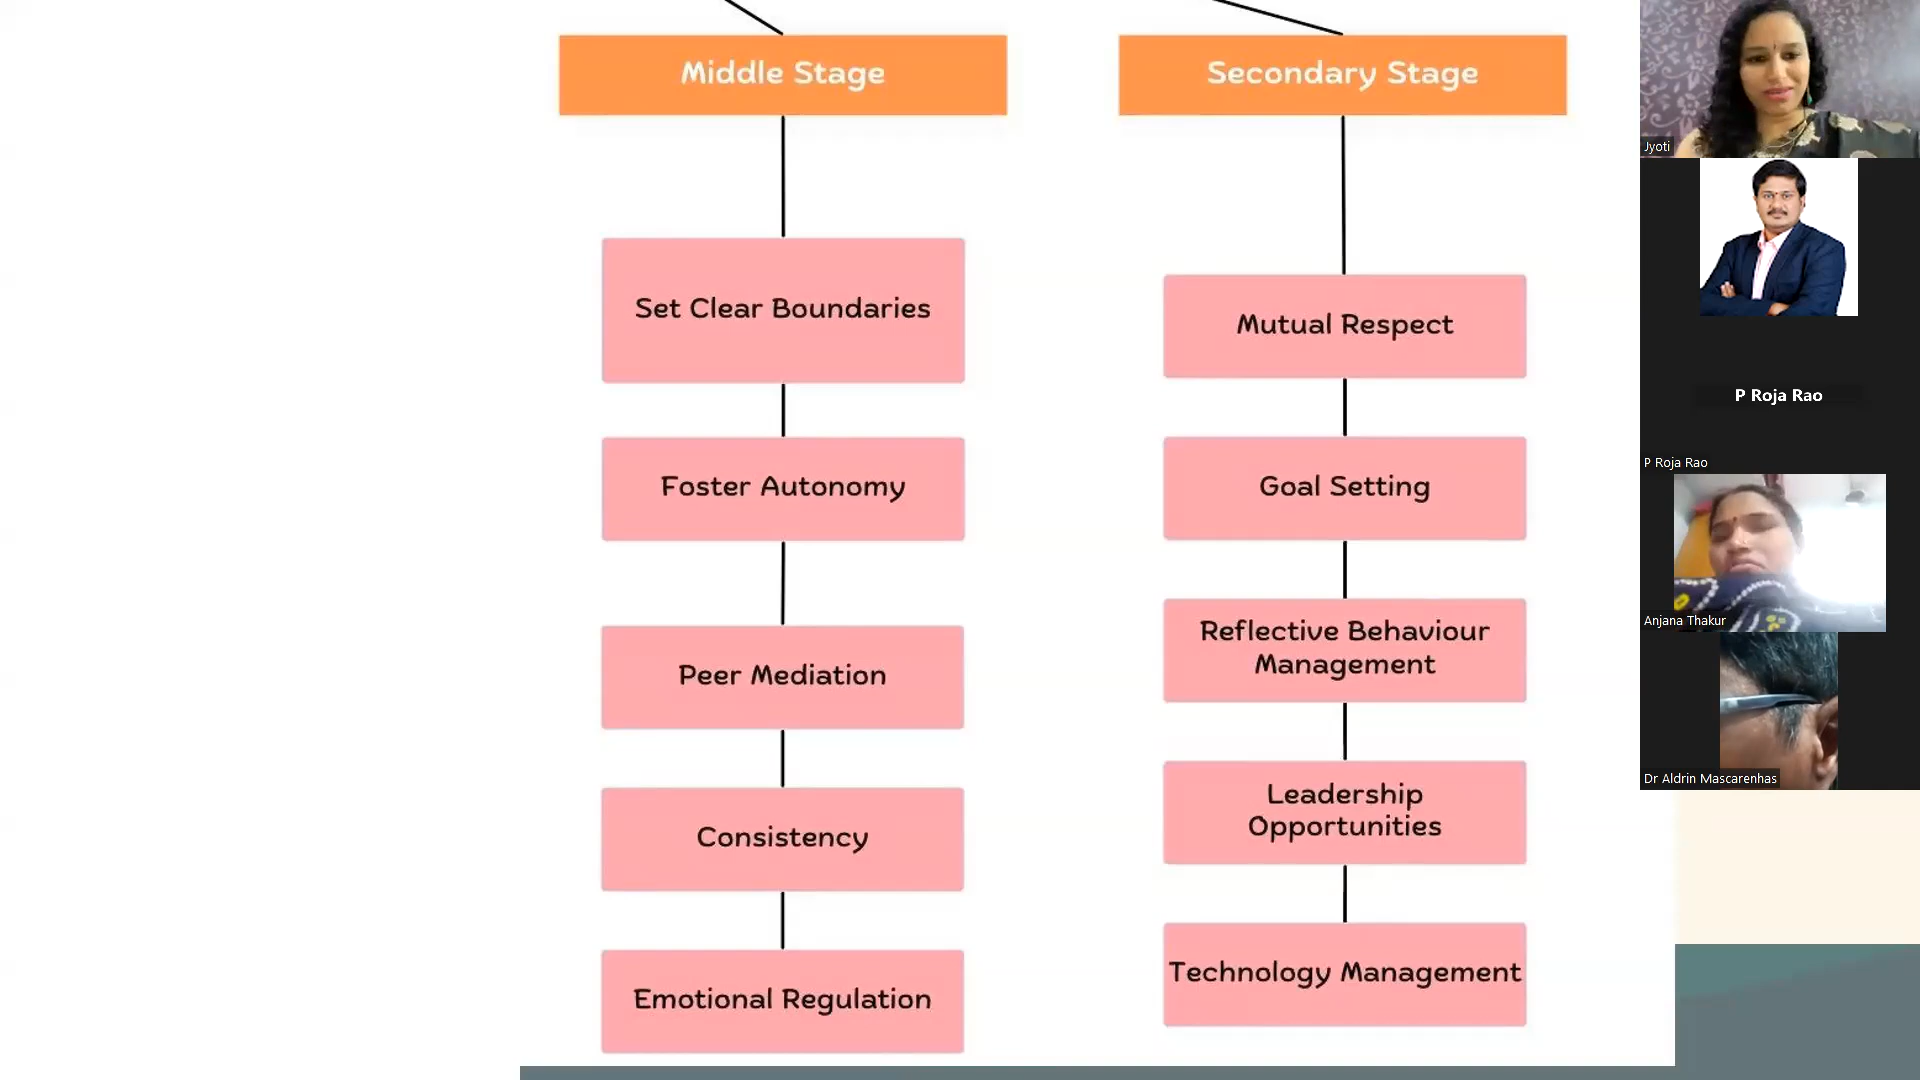 Middle Stage
Set Clear Boundaries
Foster Autonomy
Peer Mediation
Consistency
Emotional Regulation
Secondary Stage
Mutual Respect
Goal Setting
Reflective Behaviour
Management
Leadership
Opportunities
Technology Management
Jyoti
P Roja Rao
P Roja Rao
Anjana Thakur
Dr Aldrin Mascarenhas